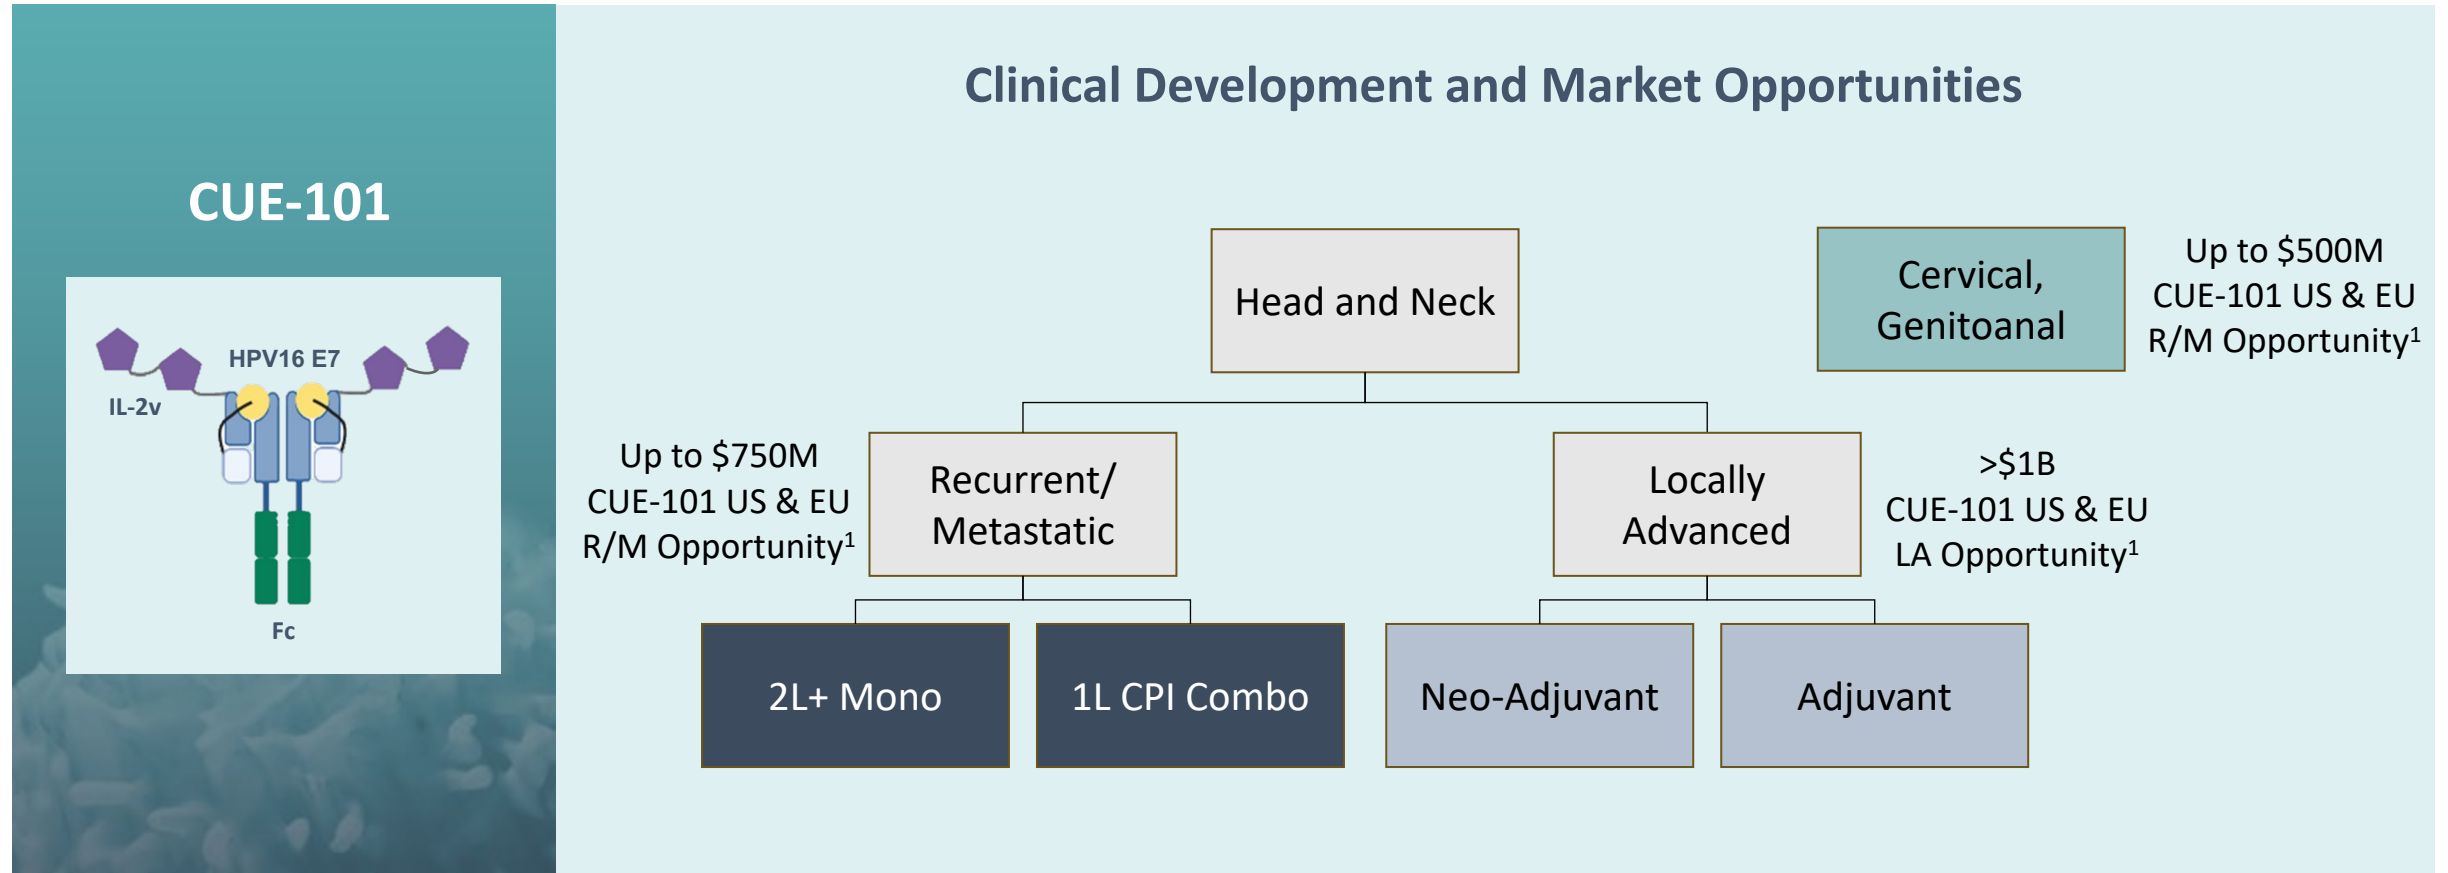 CUE-101
HPV16 E7
IL-2v
Fc
Clinical Development and Market Opportunities
Head and Neck
Cervical,
Genitoanal
Up to $500M
CUE-101 US & EU
R/M Opportunity¹
Up to $750M
CUE-101 US & EU
R/M Opportunity¹
Recurrent/
Metastatic
Locally
Advanced
>$1B
CUE-101 US & EU
LA Opportunity¹
2L+ Mono
1L CPI Combo
Neo-Adjuvant
Adjuvant